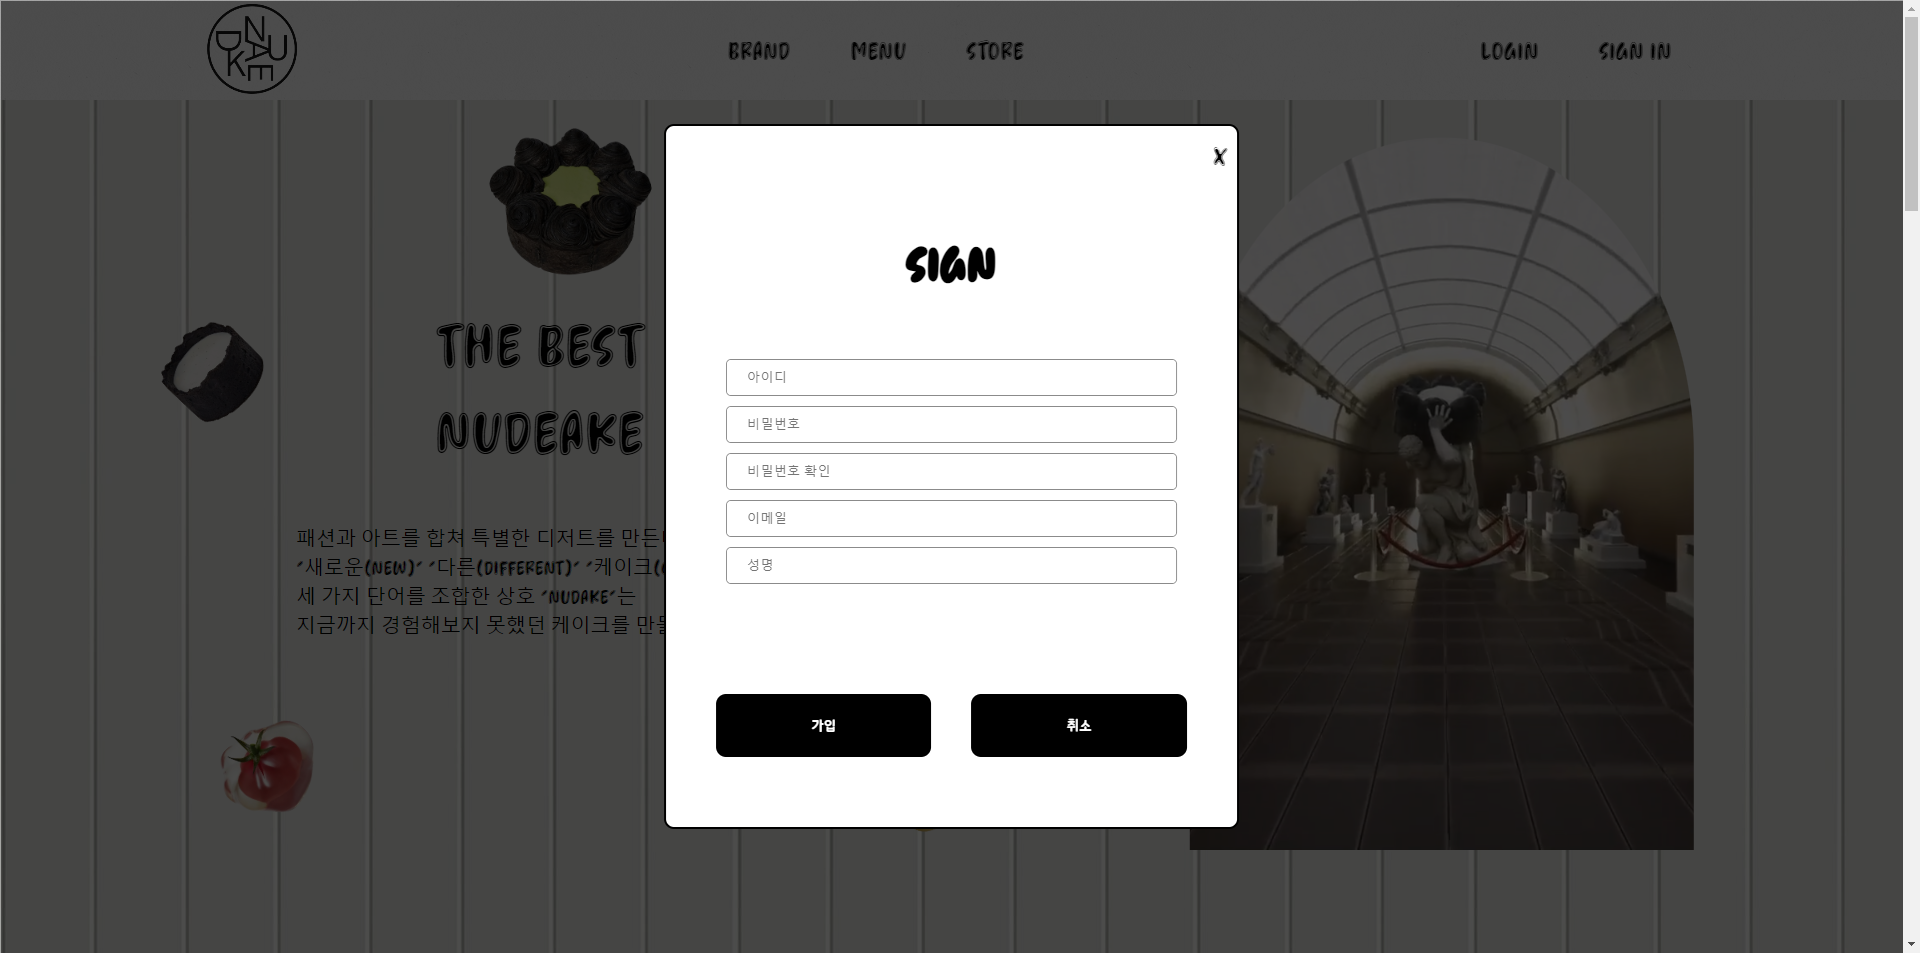 NUDAKE
BRAND
MENU
STORE
LOGIN
SIGN IN
X
SIGN
아이디
비밀번호
비밀번호 확인
이메일
성명
가입
취소
THE BEST
NUDEAKE
패션과 아트를 합쳐 특별한 디저트를 만든
"새로운(NEW)" "다른(DIFFERENT)" "케이크(
세 가지 단어를 조합한 상호 "NUDAKE"는
지금까지 경험해보지 못했던 케이크를